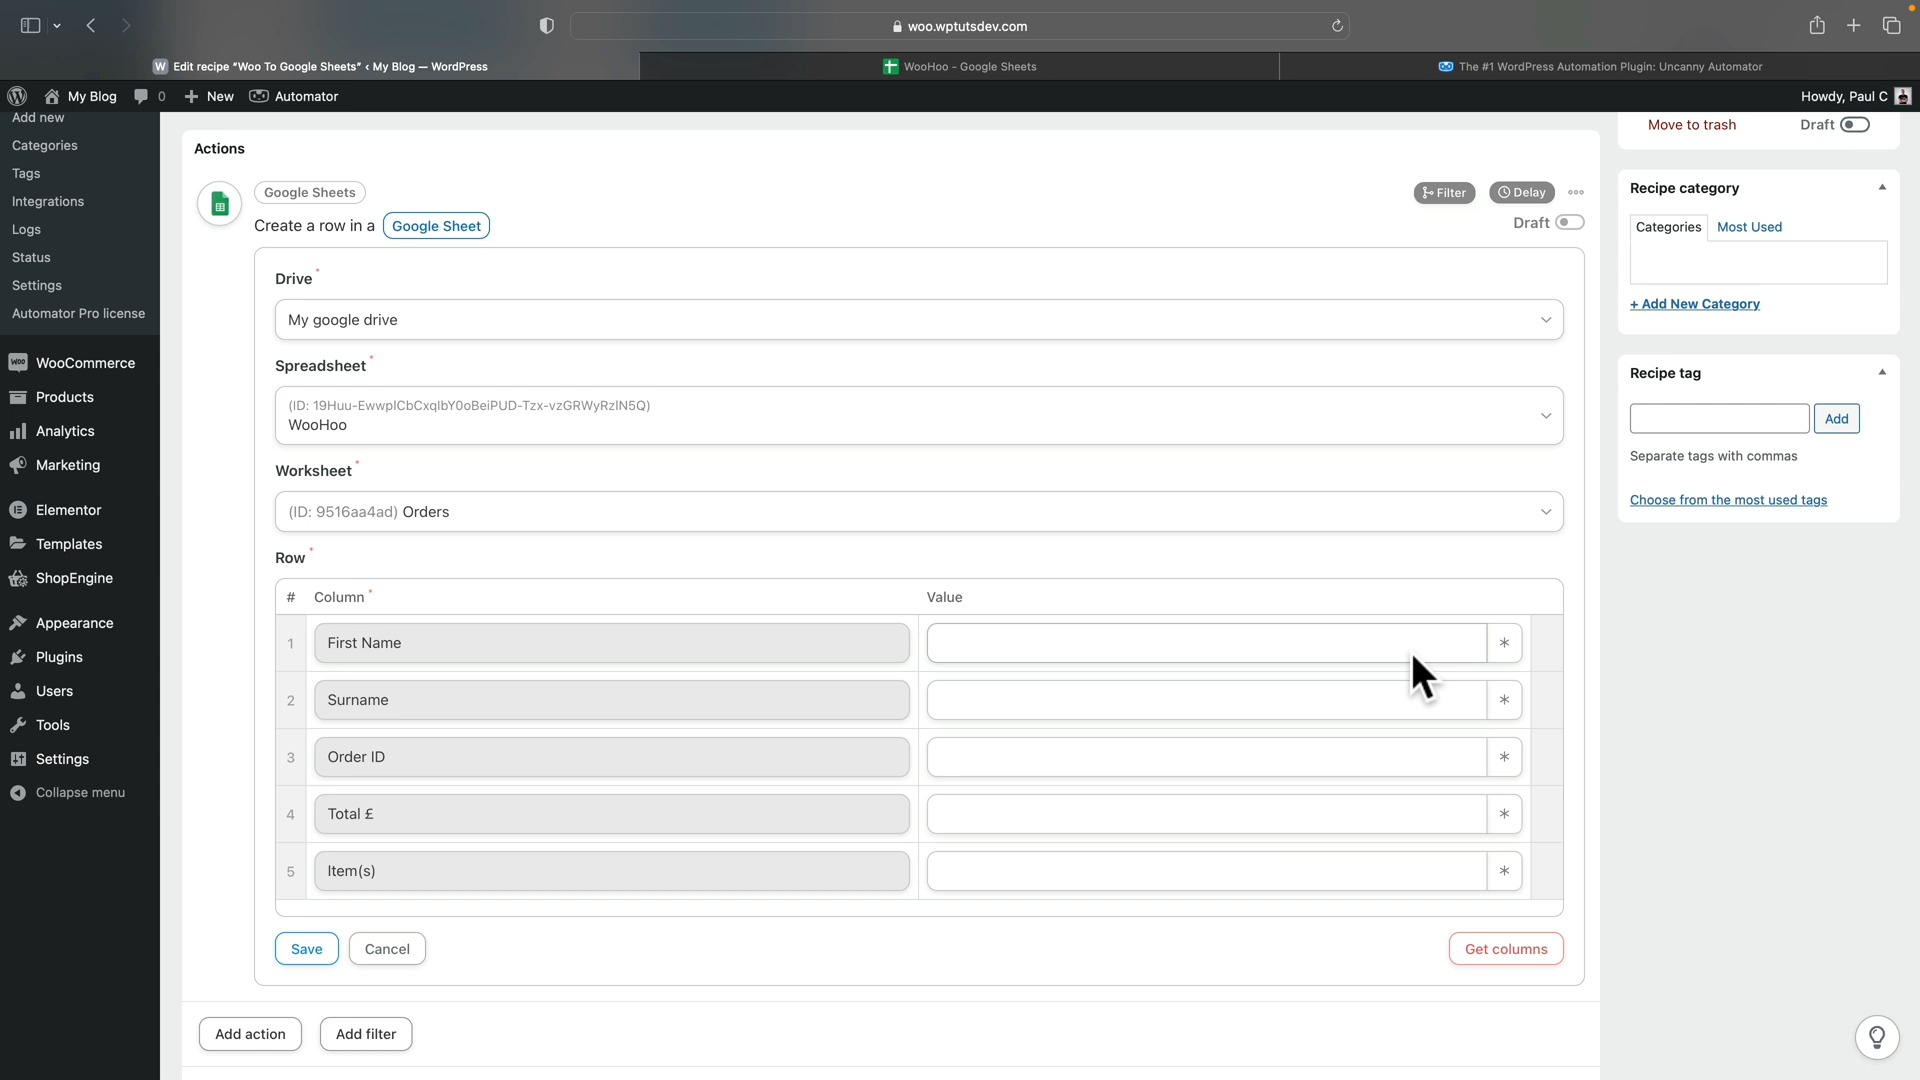 woo.wptutsdev.com
W Edit recipe “Woo To Google Sheets” ‹ My Blog — WordPress
WooHoo - Google Sheets
The #1 WordPress Automation Plugin: Uncanny Automator
My Blog
0
New
Automator
Howdy, Paul C
Add new
Categories
Tags
Integrations
Logs
Status
Settings
Automator Pro license
WOO WooCommerce
Products
Analytics
Marketing
Elementor
Templates
ShopEngine
Appearance
Plugins
Users
Tools
Settings
Collapse menu
Actions
Google Sheets
Filter
Delay
Create a row in a Google Sheet
Draft
Drive *
My google drive
Spreadsheet *
(ID: 19Huu-EwwpICbCxqlbY0oBeiPUD-Tzx-vzGRWyRzlN5Q)
WooHoo
Worksheet *
(ID: 9516aa4ad) Orders
Row *
# Column * Value
1 First Name *
2 Surname *
3 Order ID *
4 Total £ *
5 Item(s) *
Save
Cancel
Get columns
Add action
Add filter
Move to trash
Draft
Recipe category
Categories
Most Used
+ Add New Category
Recipe tag
Add
Separate tags with commas
Choose from the most used tags